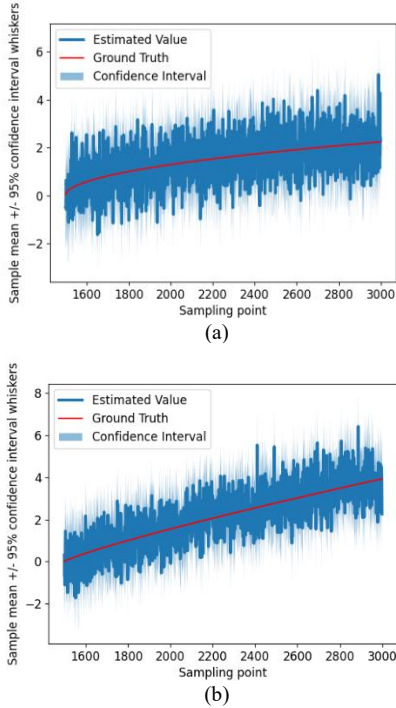 Sample mean +/- 95% confidence interval whiskers
6
4
2
0
−2
Estimated Value
Ground Truth
Confidence Interval
1600 1800 2000 2200 2400 2600 2800 3000
Sampling point
(a)
Sample mean +/- 95% confidence interval whiskers
8
6
4
2
0
−2
Estimated Value
Ground Truth
Confidence Interval
1600 1800 2000 2200 2400 2600 2800 3000
Sampling point
(b)